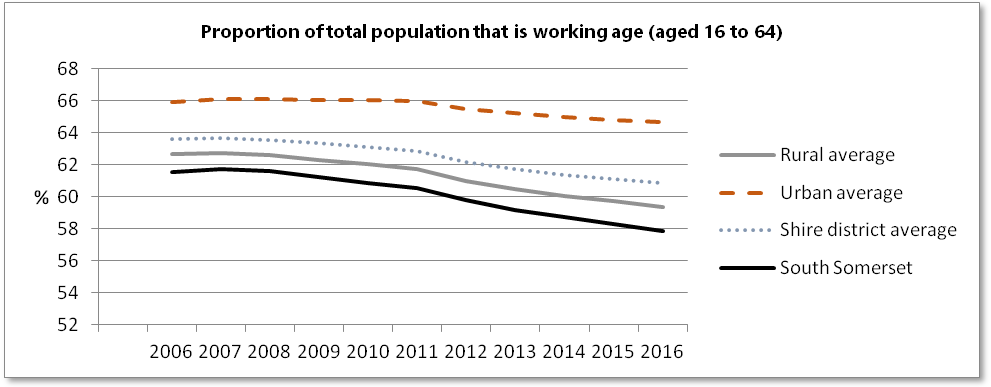 Proportion of total population that is working age (aged 16 to 64)
68
66
64
62
60
58
56
54
52
%
2006 2007 2008 2009 2010 2011 2012 2013 2014 2015 2016
Rural average
Urban average
Shire district average
South Somerset